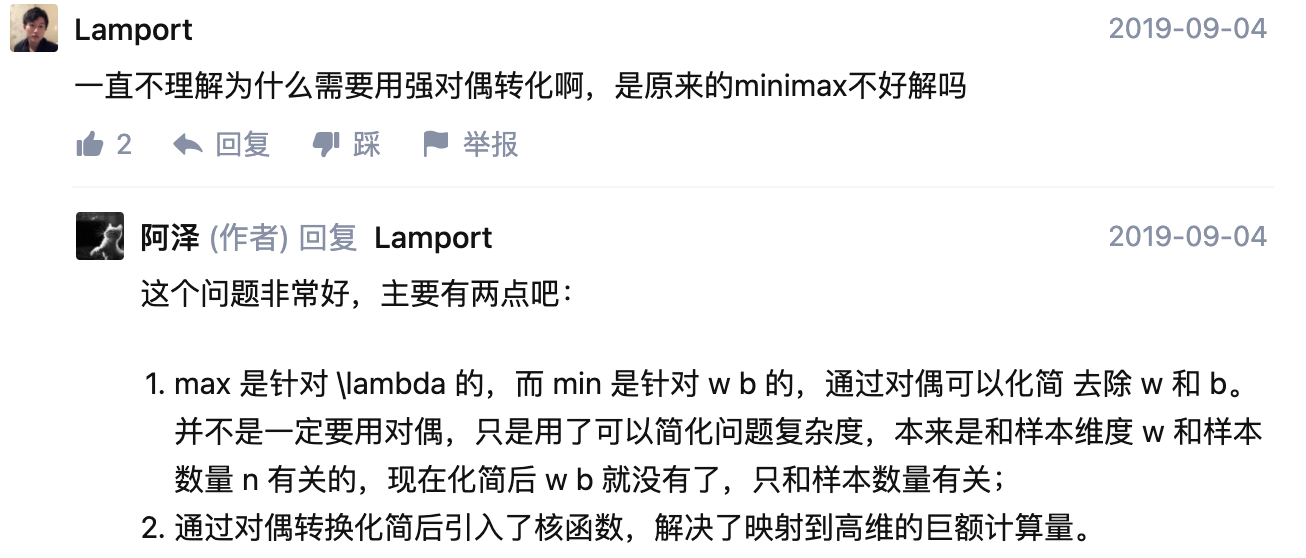 Lamport 2019-09-04
一直不理解为什么需要用强对偶转化啊，是原来的minimax不好解吗
2 回复 踩 举报
阿泽 (作者) 回复 Lamport 2019-09-04
这个问题非常好，主要有两点吧：
1. max 是针对 \lambda 的，而 min 是针对 w b 的，通过对偶可以化简 去除 w 和 b。
并不是一定要用对偶，只是用了可以简化问题复杂度，本来是和样本维度 w 和样本
数量 n 有关的，现在化简后 w b 就没有了，只和样本数量有关；
2. 通过对偶转换化简后引入了核函数，解决了映射到高维的巨额计算量。